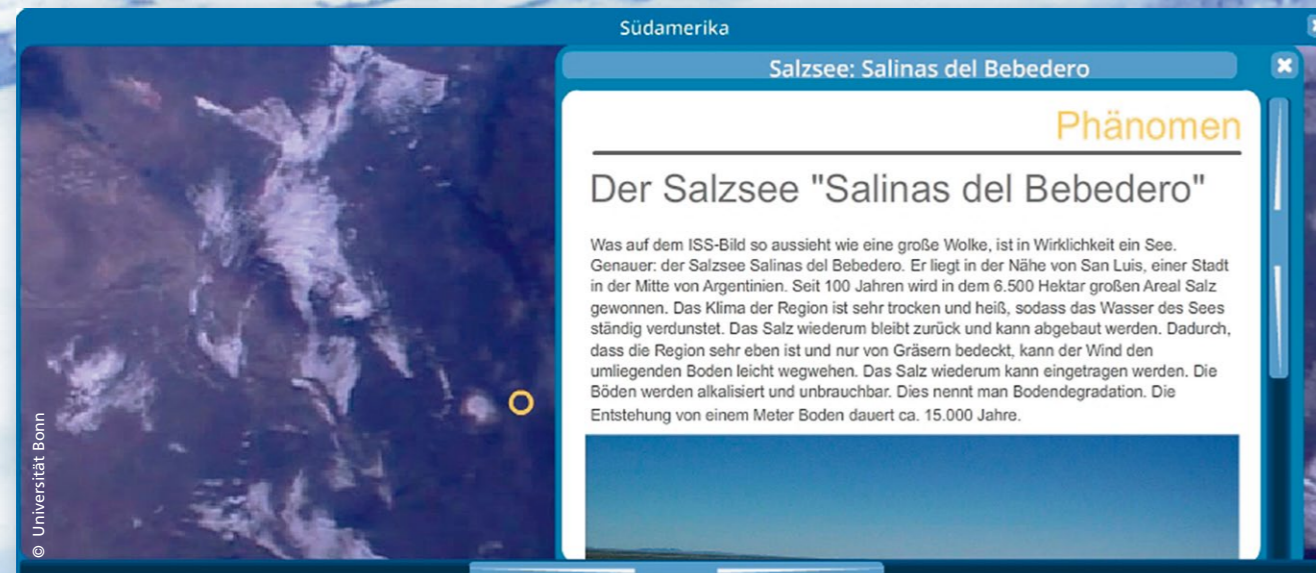 Südamerika
Salzsee: Salinas del Bebedero
Phänomen
Der Salzsee "Salinas del Bebedero"
Was auf dem ISS-Bild so aussieht wie eine große Wolke, ist in Wirklichkeit ein See.
Genauer: der Salzsee Salinas del Bebedero. Er liegt in der Nähe von San Luis, einer Stadt
in der Mitte von Argentinien. Seit 100 Jahren wird in dem 6.500 Hektar großen Areal Salz
gewonnen. Das Klima der Region ist sehr trocken und heiß, sodass das Wasser des Sees
ständig verdunstet. Das Salz wiederum bleibt zurück und kann abgebaut werden. Dadurch,
dass die Region sehr eben ist und nur von Gräsern bedeckt, kann der Wind den
umliegenden Boden leicht wegwehen. Das Salz wiederum kann eingetragen werden. Die
Böden werden alkalisiert und unbrauchbar. Dies nennt man Bodendegradation. Die
Entstehung von einem Meter Boden dauert ca. 15.000 Jahre.
© Universität Bonn